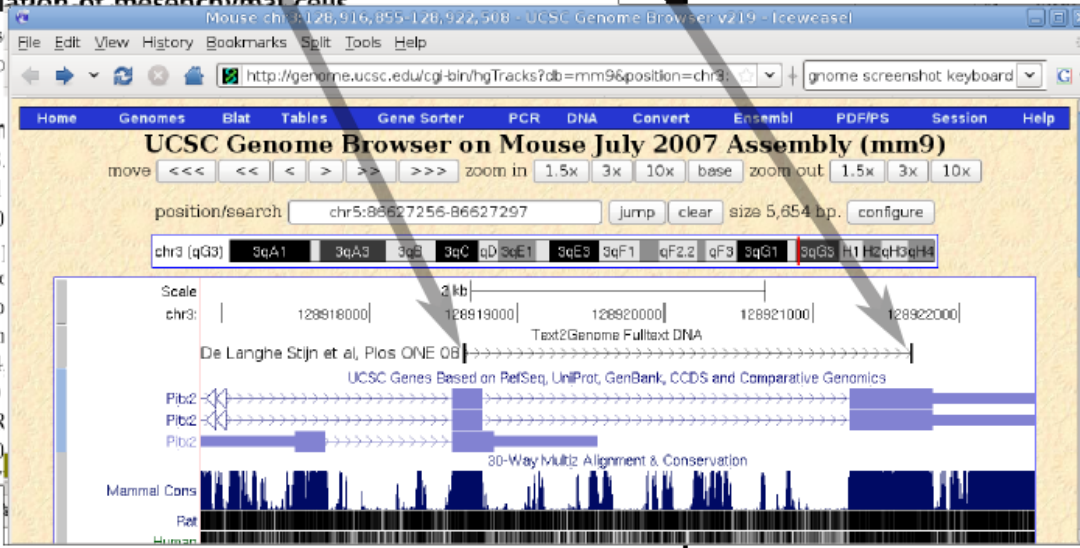 ation of mesenchymal cells
Mouse chr3:128,916,855-128,922,508 - UCSC Genome Browser v219 - Iceweasel
File Edit View History Bookmarks Split Tools Help
http://genome.ucsc.edu/cgi-bin/hgTracks?db=mm9&position=chr3: gnome screenshot keyboard
Home Genomes Blat Tables Gene Sorter PCR DNA Convert Ensembl PDF/PS Session Help
UCSC Genome Browser on Mouse July 2007 Assembly (mm9)
move <<< << < > >> >>> zoom in 1.5x 3x 10x base zoom out 1.5x 3x 10x
position/search chr5:86627256-86627297 jump clear size 5,654 bp. configure
chr3 (qG3) 3qA1 3qA3 3qB 3qC qD 3qE1 3qE3 3qF1 qF2.2 qF3 3qG1 3qG3 H1 H2 qH3 qH4
Scale 2 kb
chr3: 128918000 128919000 128920000 128921000 128922000
Text2Genome Fulltext DNA
De Langhe Stijn et al, Plos ONE 08
UCSC Genes Based on RefSeq, UniProt, GenBank, CCDS and Comparative Genomics
Pitx2
Pitx2
Pitx2
30-Way Multiz Alignment & Conservation
Mammal Cons
Rat
Human